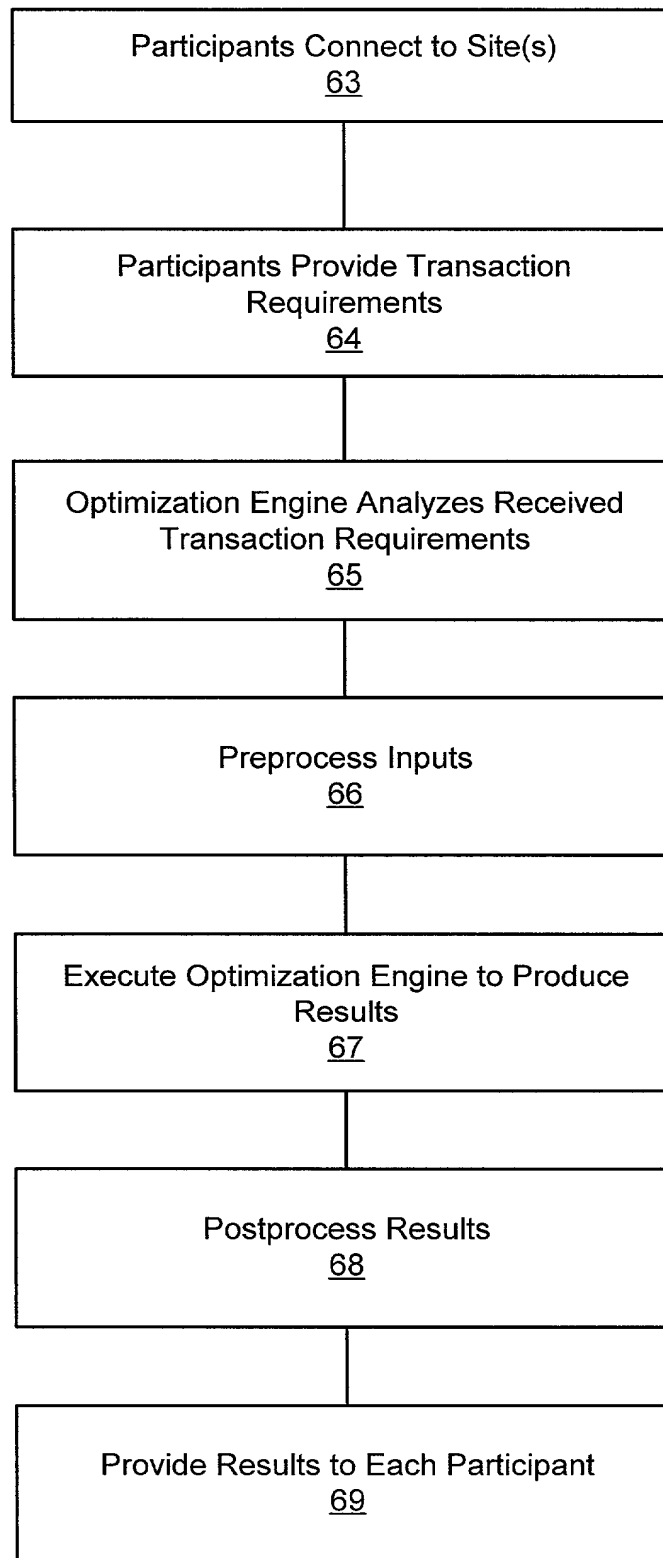 Participants Connect to Site(s)
63
Participants Provide Transaction
Requirements
64
Optimization Engine Analyzes Received
Transaction Requirements
65
Preprocess Inputs
66
Execute Optimization Engine to Produce
Results
67
Postprocess Results
68
Provide Results to Each Participant
69